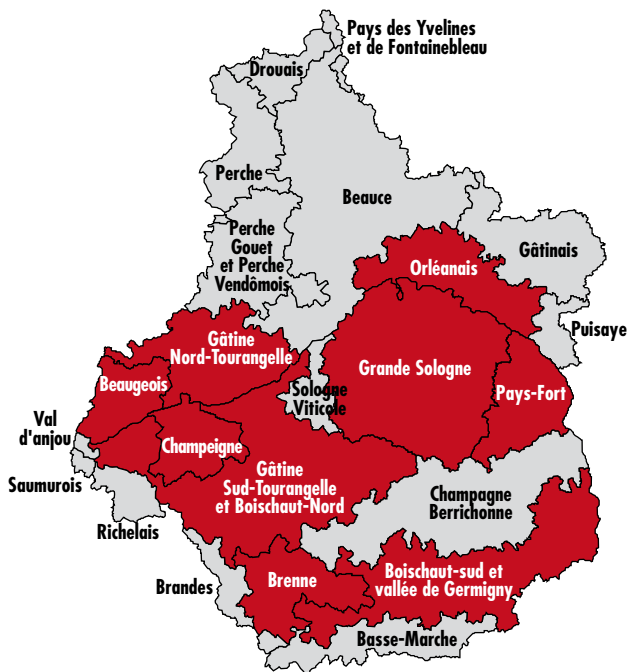 Pays des Yvelines
et de Fontainebleau
Drouais
Perche
Beauce
Perche
Gouet
et Perche
Vendômois
Gâtinais
Orléanais
Puisaye
Gâtine
Nord-Tourangelle
Grande Sologne
Beaugeois
Sologne
Viticole
Pays-Fort
Val
d'anjou
Champeigne
Saumurois
Gâtine
Sud-Tourangelle
et Boischaut-Nord
Champagne
Berrichonne
Richelais
Brandes
Brenne
Boischaut-sud et
vallée de Germigny
Basse-Marche